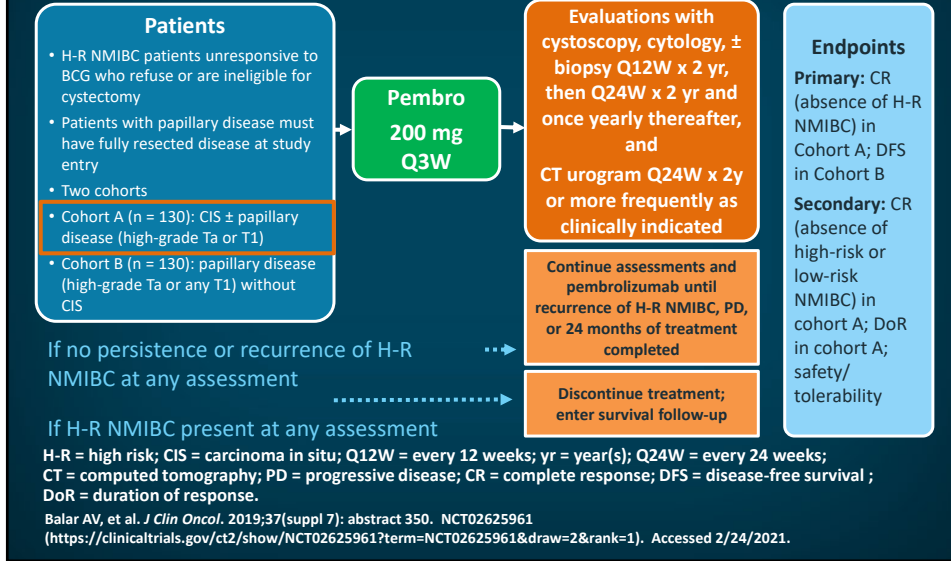 Patients
• H-R NMIBC patients unresponsive to
BCG who refuse or are ineligible for
cystectomy
• Patients with papillary disease must
have fully resected disease at study
entry
• Two cohorts
• Cohort A (n = 130): CIS ± papillary
disease (high-grade Ta or T1)
• Cohort B (n = 130): papillary disease
(high-grade Ta or any T1) without
CIS
Pembro
200 mg
Q3W
Evaluations with
cystoscopy, cytology, ±
biopsy Q12W x 2 yr,
then Q24W x 2 yr and
once yearly thereafter,
and
CT urogram Q24W x 2y
or more frequently as
clinically indicated
Continue assessments and
pembrolizumab until
recurrence of H-R NMIBC, PD,
or 24 months of treatment
completed
Discontinue treatment;
enter survival follow-up
Endpoints
Primary: CR
(absence of H-R
NMIBC) in
Cohort A; DFS
in Cohort B
Secondary: CR
(absence of
high-risk or
low-risk
NMIBC) in
cohort A; DoR
in cohort A;
safety/
tolerability
If no persistence or recurrence of H-R
NMIBC at any assessment
If H-R NMIBC present at any assessment
H-R = high risk; CIS = carcinoma in situ; Q12W = every 12 weeks; yr = year(s); Q24W = every 24 weeks;
CT = computed tomography; PD = progressive disease; CR = complete response; DFS = disease-free survival ;
DoR = duration of response.
Balar AV, et al. J Clin Oncol. 2019;37(suppl 7): abstract 350. NCT02625961
(https://clinicaltrials.gov/ct2/show/NCT02625961?term=NCT02625961&draw=2&rank=1). Accessed 2/24/2021.